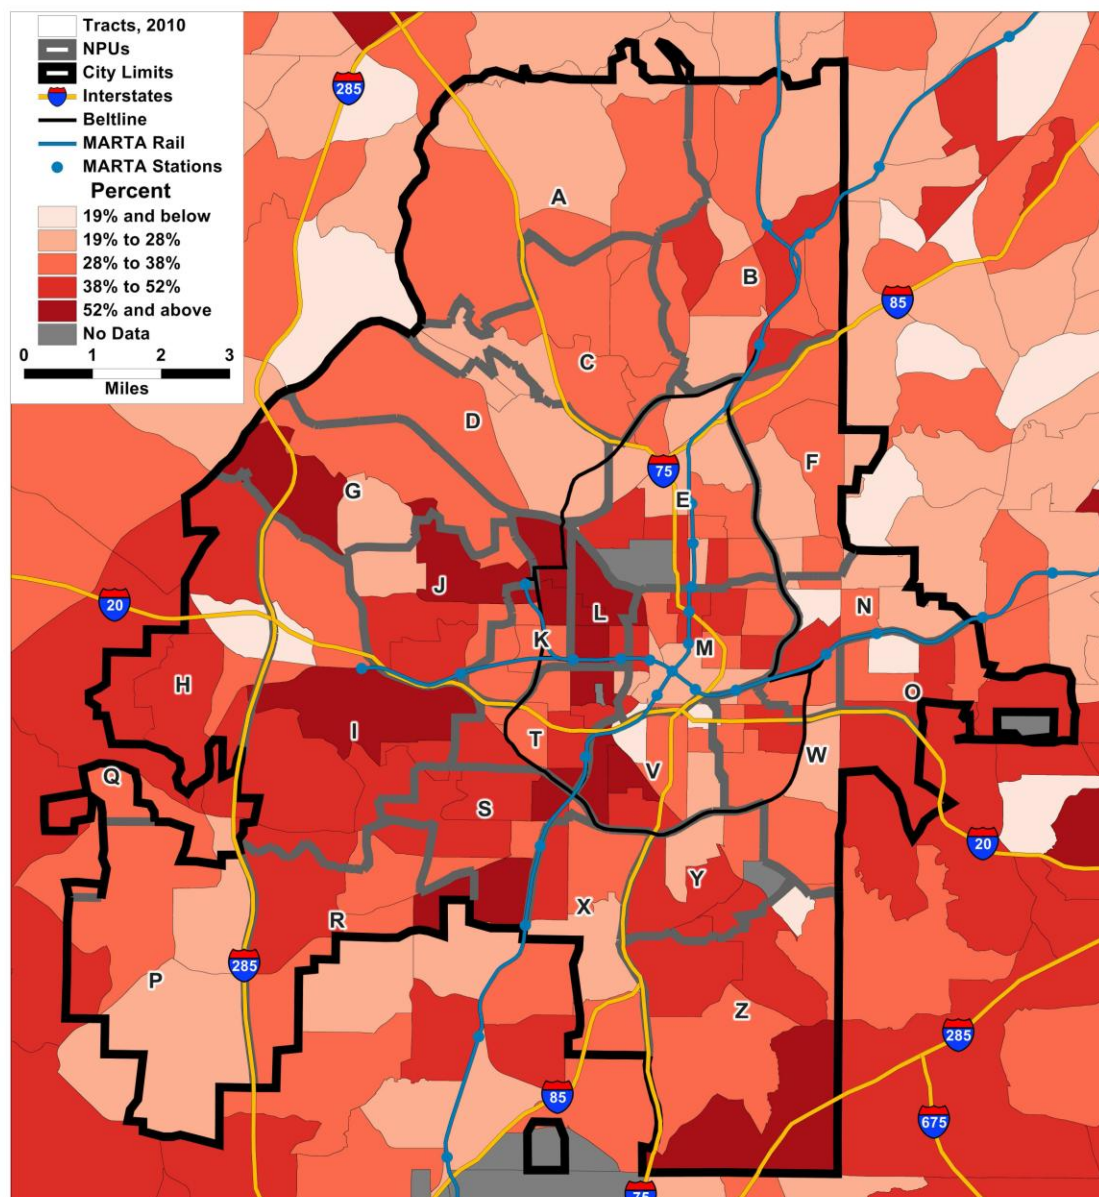 Tracts, 2010
NPUs
City Limits
Interstates
Beltline
MARTA Rail
MARTA Stations
Percent
19% and below
19% to 28%
28% to 38%
38% to 52%
52% and above
No Data
0 1 2 3
Miles
285
A
B
85
C
D
F
75
G
E
J
20
L
N
K
M
H
O
I
T
W
Q
V
S
20
Y
X
R
285
P
Z
285
85
675
75